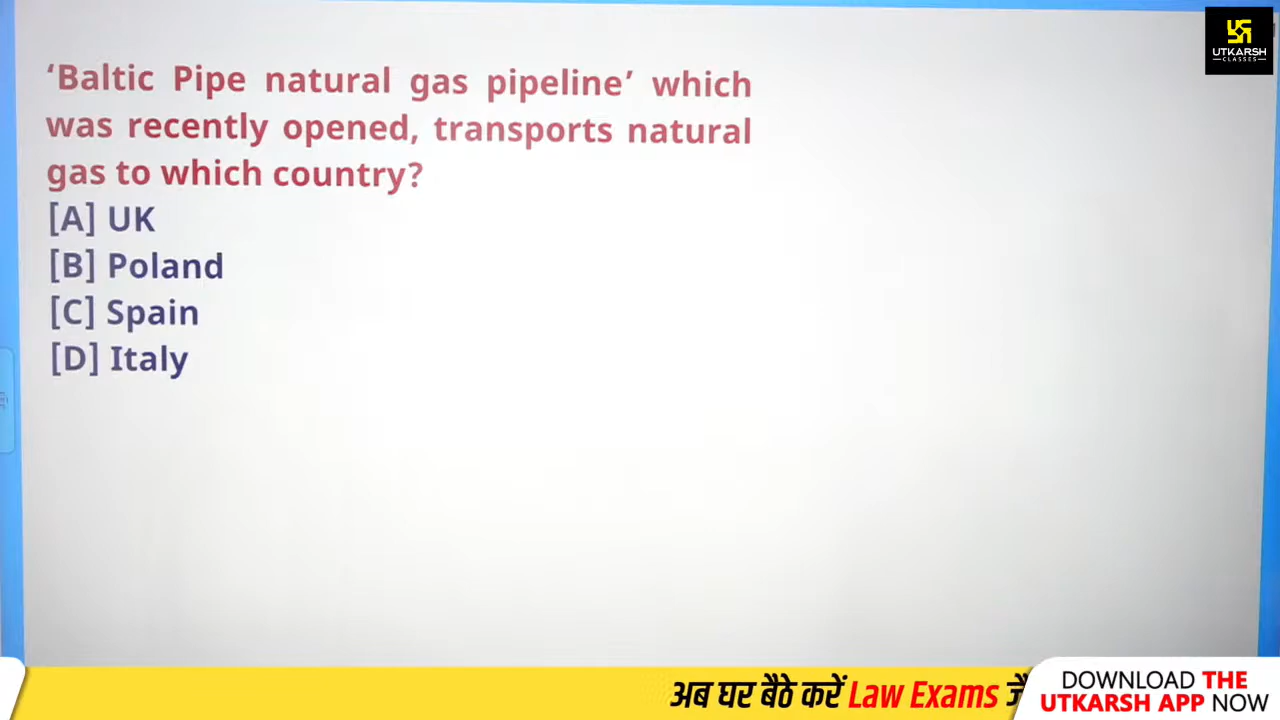 UTKARSH
CLASSES
‘Baltic Pipe natural gas pipeline’ which
was recently opened, transports natural
gas to which country?
[A] UK
[B] Poland
[C] Spain
[D] Italy
अब घर बैठे करें Law Exams
DOWNLOAD THE
UTKARSH APP NOW